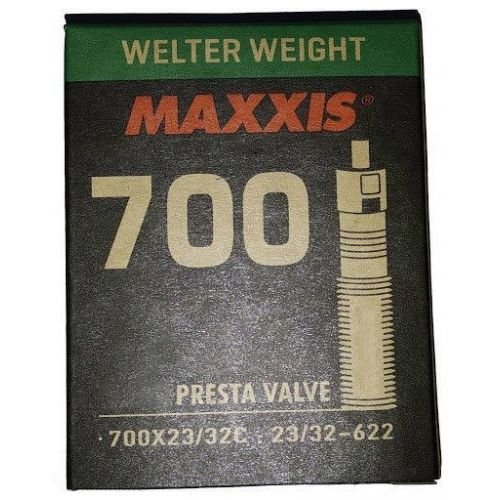 WELTER WEIGHT
MAXXIS®
700
PRESTA VALVE
· 700X23/32C : 23/32-622